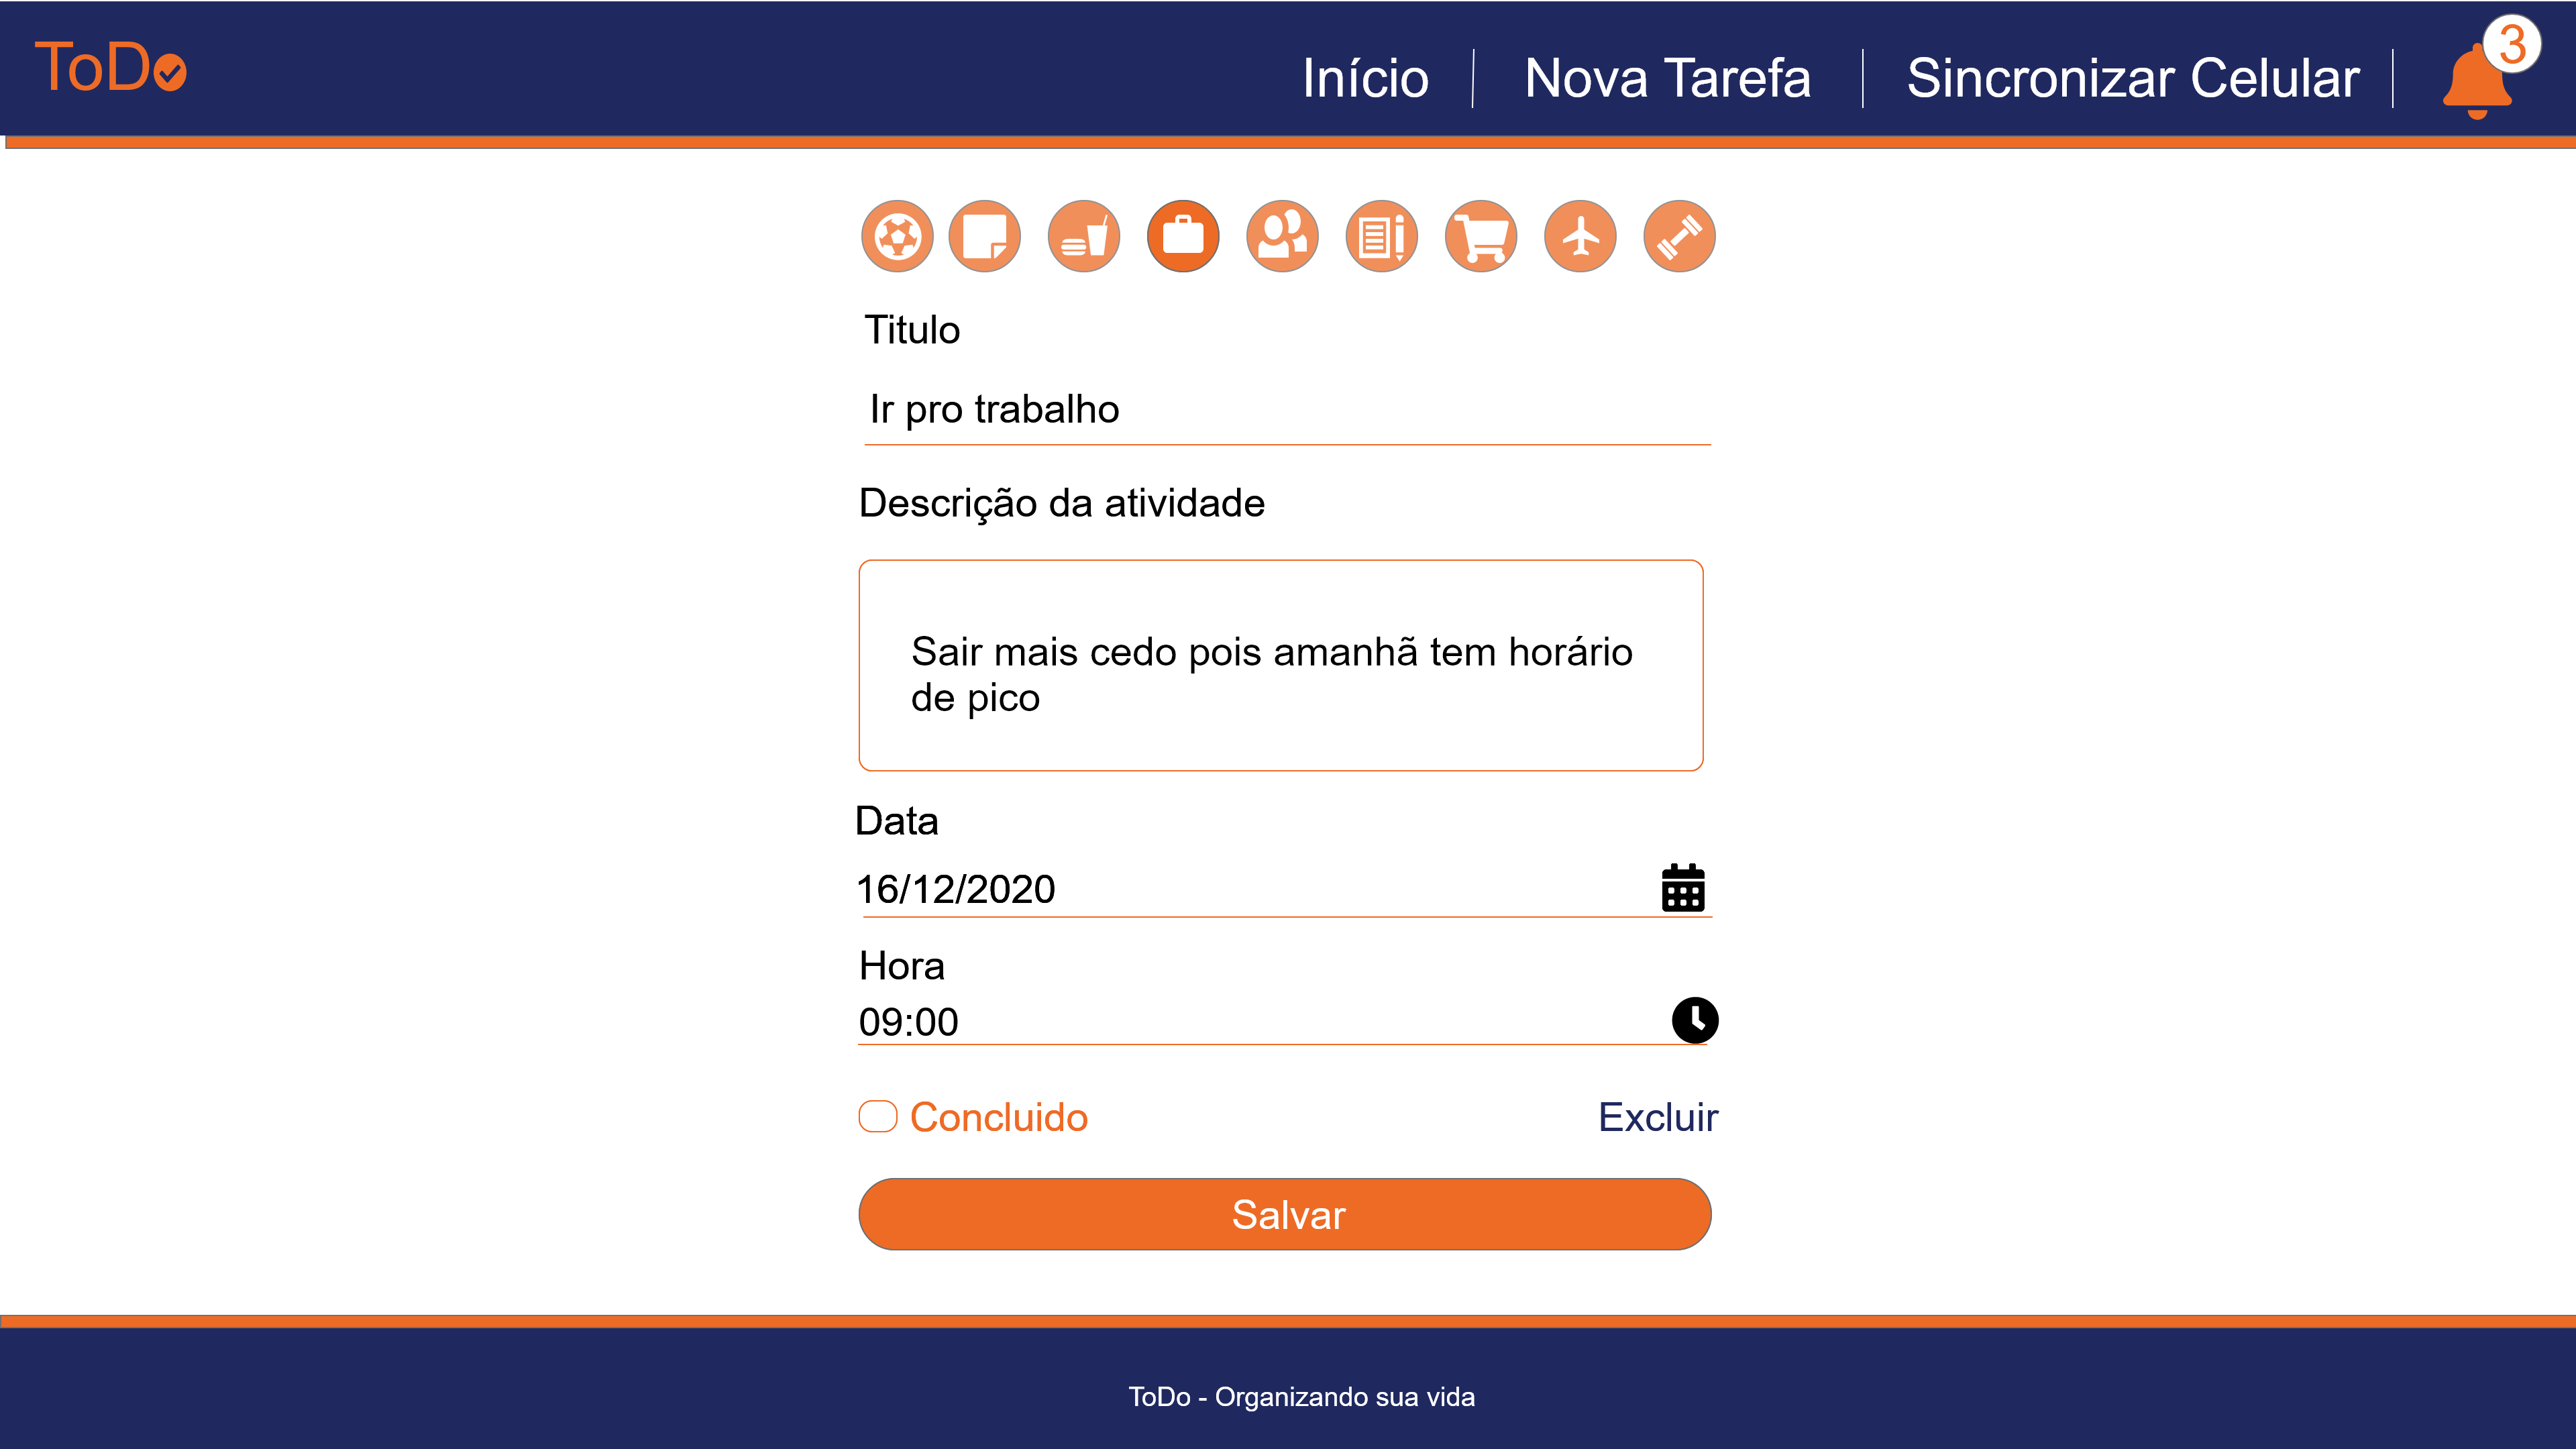 ToDo
Início
Nova Tarefa
Sincronizar Celular
3
Titulo
Ir pro trabalho
Descrição da atividade
Sair mais cedo pois amanhã tem horário
de pico
Data
16/12/2020
Hora
09:00
Concluido
Excluir
Salvar
ToDo - Organizando sua vida